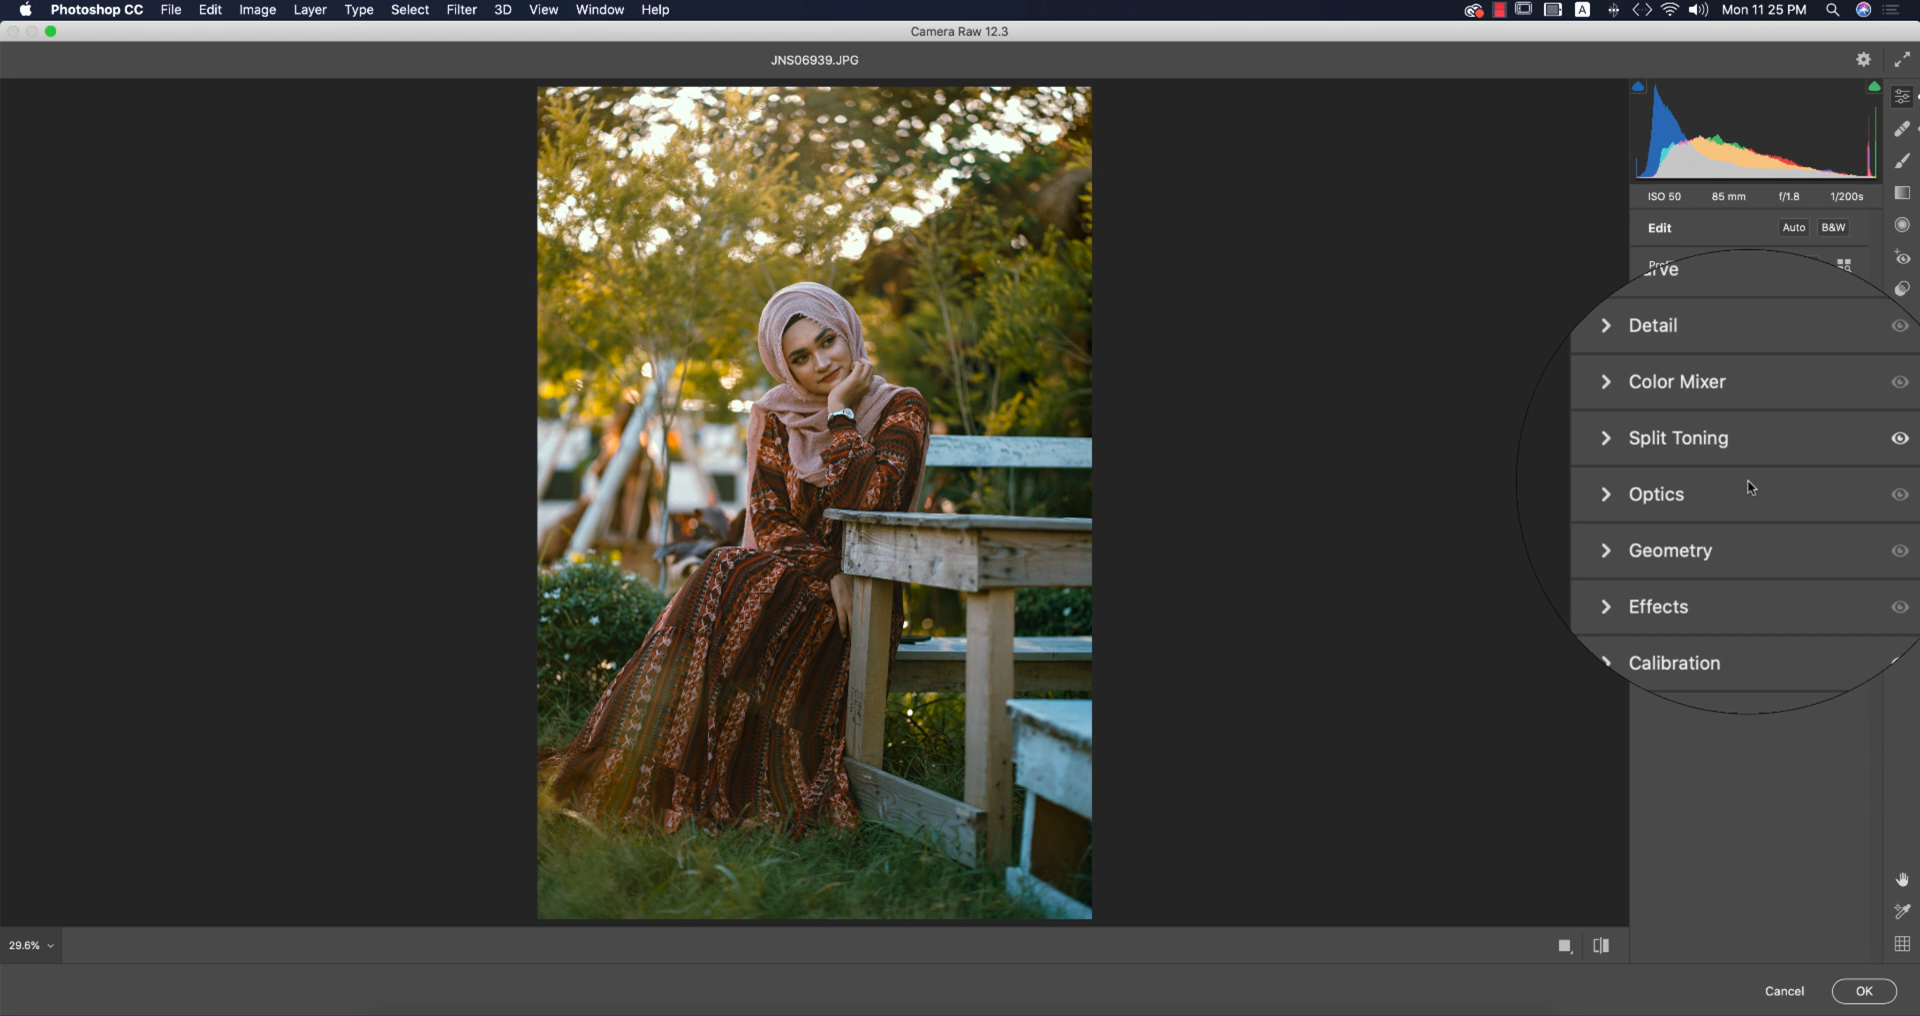 Photoshop CC File Edit Image Layer Type Select Filter 3D View Window Help A Mon 11 25 PM
Camera Raw 12.3
JNS06939.JPG
ISO 50 85 mm f/1.8 1/200s
Edit Auto B&W
Detail
Color Mixer
Split Toning
Optics
Geometry
Effects
Calibration
29.6%
Cancel OK